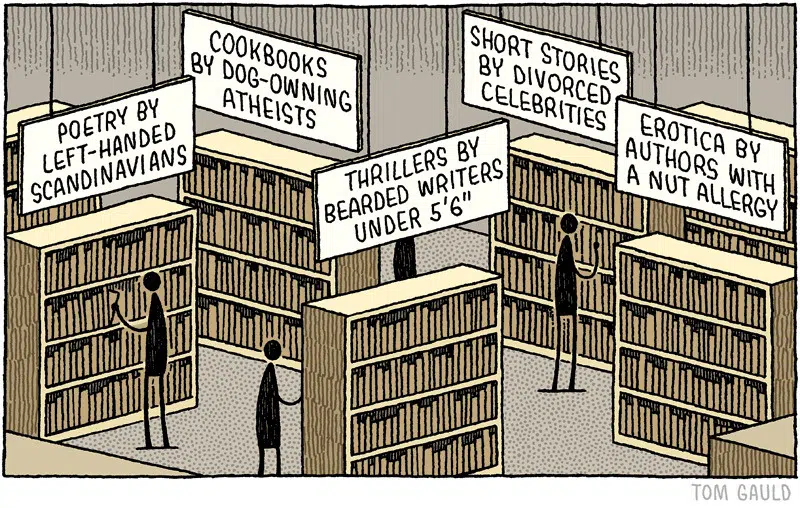 COOKBOOKS
BY DOG-OWNING
ATHEISTS
SHORT STORIES
BY DIVORCED
CELEBRITIES
POETRY BY
LEFT-HANDED
SCANDINAVIANS
THRILLERS BY
BEARDED WRITERS
UNDER 5'6"
EROTICA BY
AUTHORS WITH
A NUT ALLERGY
TOM GAULD